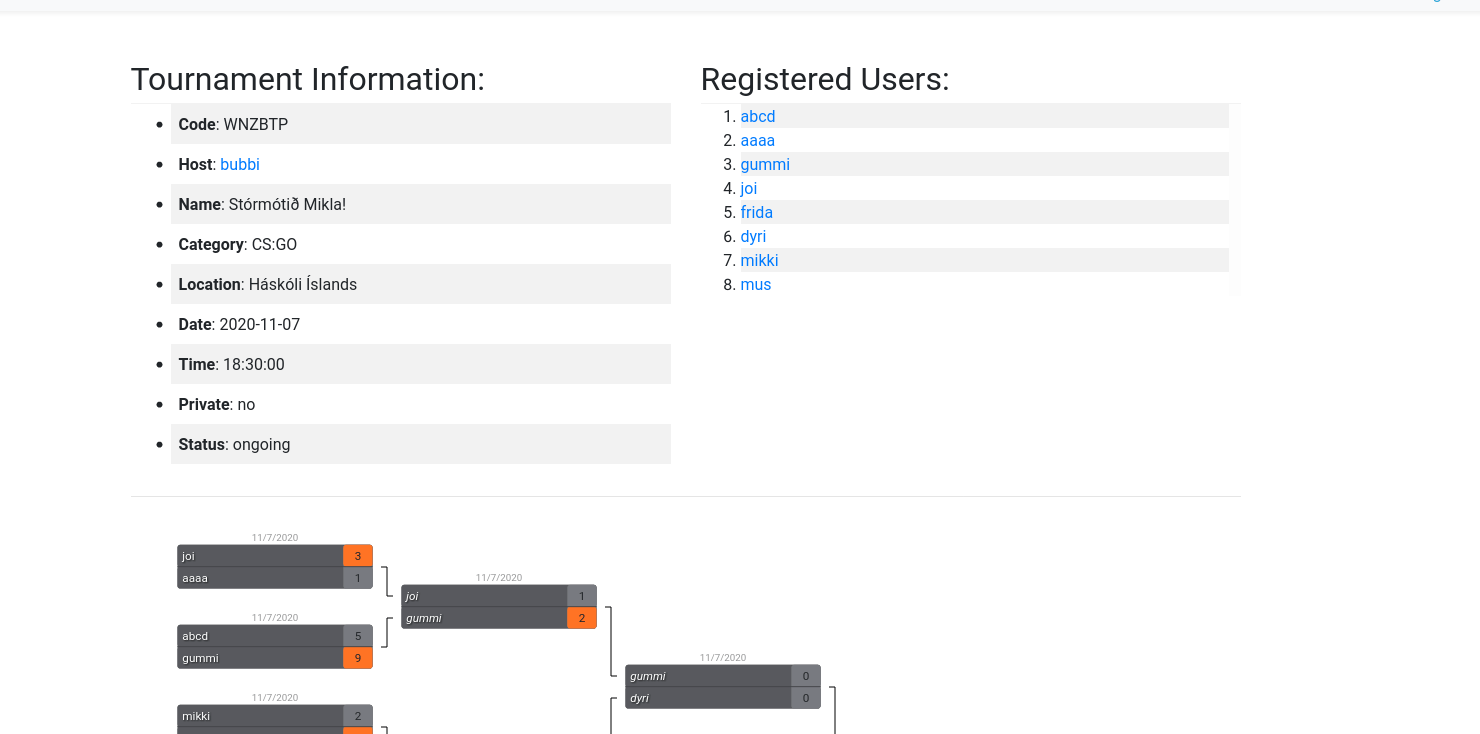 Tournament Information:
Code: WNZBTP
Host: bubbi
Name: Stórmótið Mikla!
Category: CS:GO
Location: Háskóli Íslands
Date: 2020-11-07
Time: 18:30:00
Private: no
Status: ongoing
Registered Users:
1. abcd
2. aaaa
3. gummi
4. joi
5. frida
6. dyri
7. mikki
8. mus
11/7/2020
joi 3
aaaa 1
11/7/2020
abcd 5
gummi 9
11/7/2020
mikki 2
11/7/2020
joi 1
gummi 2
11/7/2020
gummi 0
dyri 0